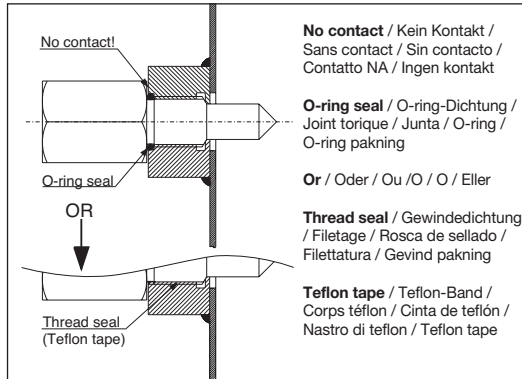 No contact!
O-ring seal
OR
Thread seal
(Teflon tape)
No contact / Kein Kontakt /
Sans contact / Sin contacto /
Contatto NA / Ingen kontakt
O-ring seal / O-ring-Dichtung /
Joint torique / Junta / O-ring /
O-ring pakning
Or / Oder / Ou /O / O / Eller
Thread seal / Gewindedichtung
/ Filetage / Rosca de sellado /
Filettatura / Gevind pakning
Teflon tape / Teflon-Band /
Corps téflon / Cinta de teflón /
Nastro di teflon / Teflon tape